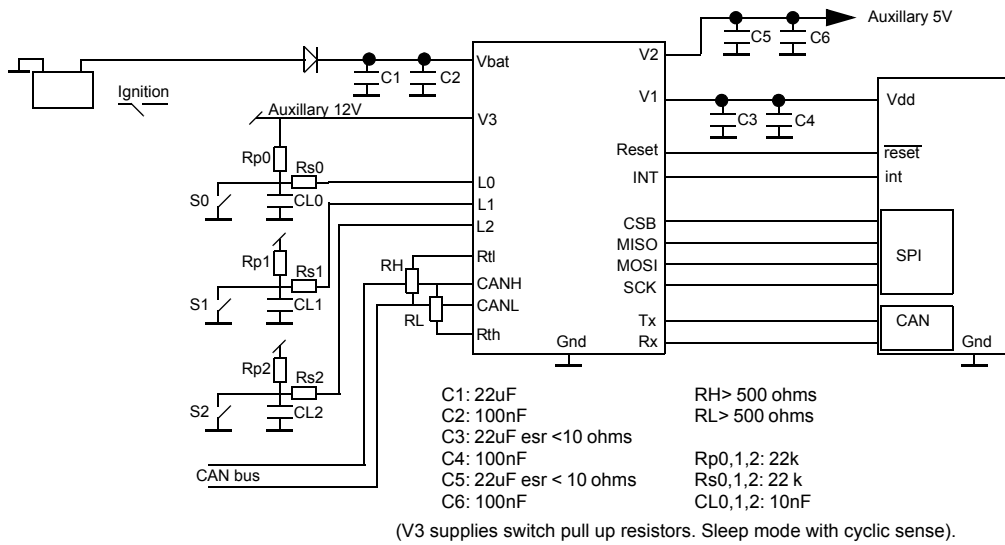 Auxillary 5V
C5
C6
V2
Vbat
C1
C2
Ignition
V1
Vdd
Auxillary 12V
V3
C3
C4
Rp0
Reset
reset
Rs0
INT
int
L0
S0
CL0
L1
L2
CSB
MISO
SPI
MOSI
SCK
Rp1
Rs1
Rtl
RH
CANH
S1
CL1
CANL
RL
Tx
CAN
Rth
Gnd
Rx
Gnd
Rp2
Rs2
S2
CL2
CAN bus
C1: 22uF
C2: 100nF
C3: 22uF esr <10 ohms
C4: 100nF
C5: 22uF esr < 10 ohms
C6: 100nF
RH> 500 ohms
RL> 500 ohms
Rp0,1,2: 22k
Rs0,1,2: 22 k
CL0,1,2: 10nF
(V3 supplies switch pull up resistors. Sleep mode with cyclic sense).